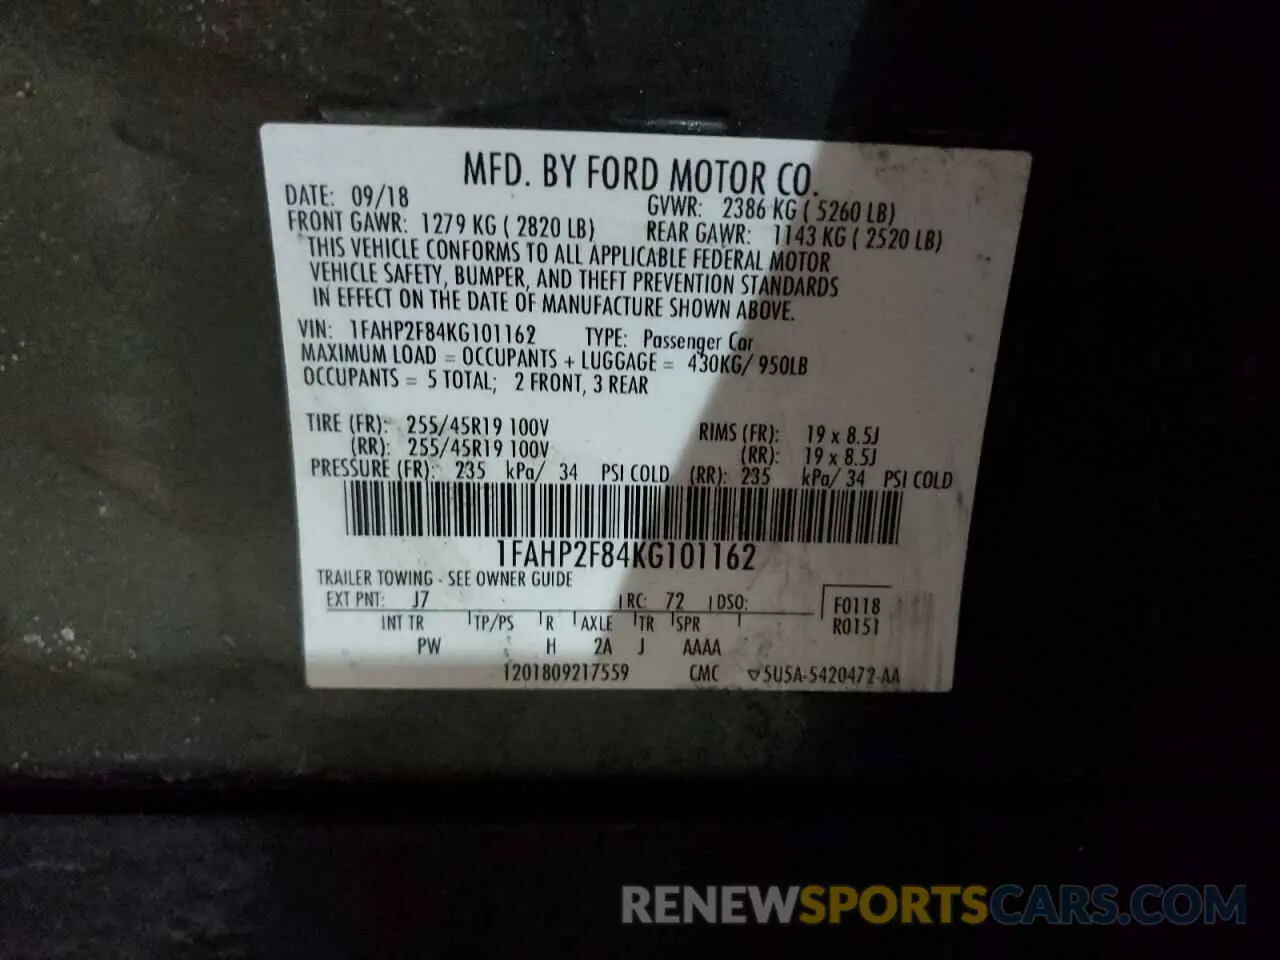 MFD. BY FORD MOTOR CO.
DATE: 09/18 GVWR: 2386 KG ( 5260 LB)
FRONT GAWR: 1279 KG ( 2820 LB) REAR GAWR: 1143 KG ( 2520 LB)
THIS VEHICLE CONFORMS TO ALL APPLICABLE FEDERAL MOTOR
VEHICLE SAFETY, BUMPER, AND THEFT PREVENTION STANDARDS
IN EFFECT ON THE DATE OF MANUFACTURE SHOWN ABOVE.
VIN: 1FAHP2F84KG101162 TYPE: Passenger Car
MAXIMUM LOAD = OCCUPANTS + LUGGAGE = 430KG/ 950LB
OCCUPANTS = 5 TOTAL; 2 FRONT, 3 REAR
TIRE (FR): 255/45R19 100V RIMS (FR): 19 x 8.5J
(RR): 255/45R19 100V (RR): 19 x 8.5J
PRESSURE (FR): 235 kPa/ 34 PSI COLD (RR): 235 kPa/ 34 PSI COLD
1FAHP2F84KG101162
TRAILER TOWING - SEE OWNER GUIDE
EXT PNT: J7 RC: 72 DSO: F0118
INT TR TP/PS R AXLE TR SPR R0151
PW H 2A J AAAA
1201809217559 CMC ▽5U5A-5420472-AA
RENEWSPORTSCARS.COM